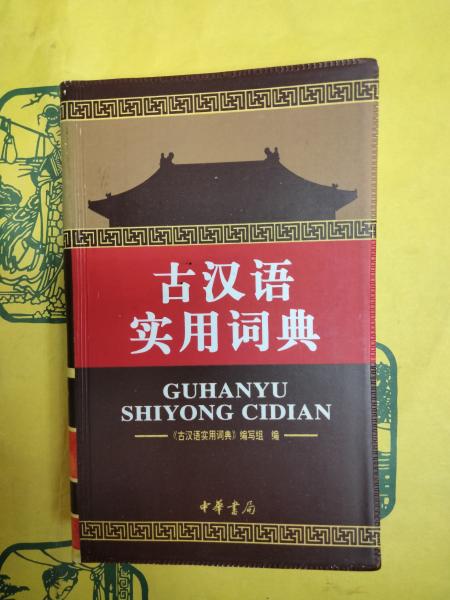 古汉语
实用词典
GUHANYU
SHIYONG CIDIAN
《古汉语实用词典》编写组 编
中華書局